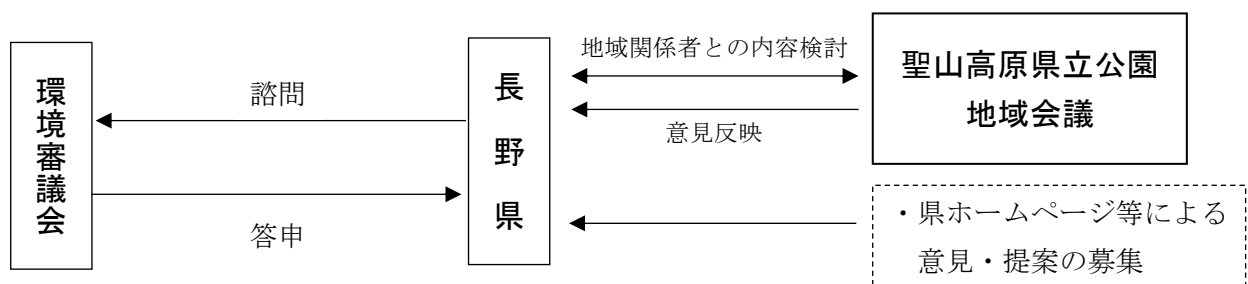 環境審議会
諮問
答申
長野県
地域関係者との内容検討
意見反映
聖山高原県立公園
地域会議
・県ホームページ等による
意見・提案の募集